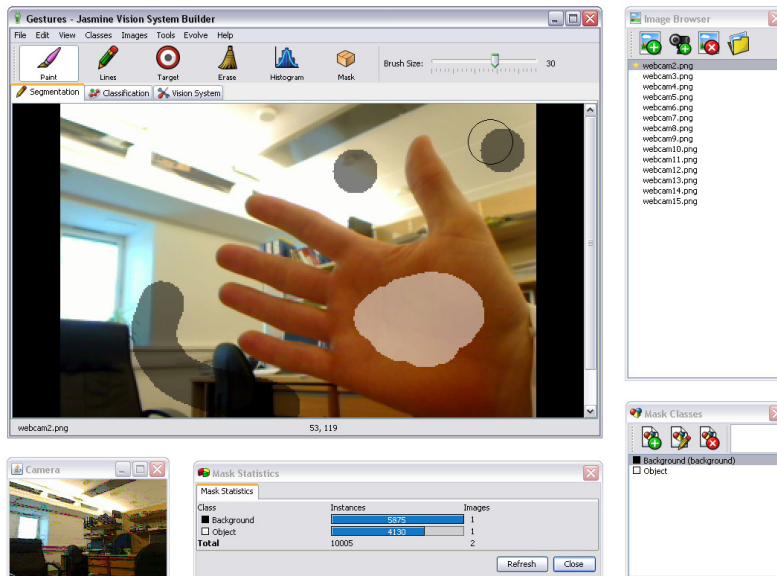 Gestures - Jasmine Vision System Builder
File Edit View Classes Images Tools Evolve Help
Paint Lines Target Erase Histogram Mask Brush Size: 30
Segmentation Classification Vision System
webcam2.png 53, 119
Image Browser
webcam2.png
webcam3.png
webcam4.png
webcam5.png
webcam6.png
webcam7.png
webcam8.png
webcam9.png
webcam10.png
webcam11.png
webcam12.png
webcam13.png
webcam14.png
webcam15.png
Mask Classes
Background (background)
Object
Camera
Mask Statistics
Mask Statistics
Class Instances Images
Background 5875 1
Object 4130 1
Total 10005 2
Refresh Close